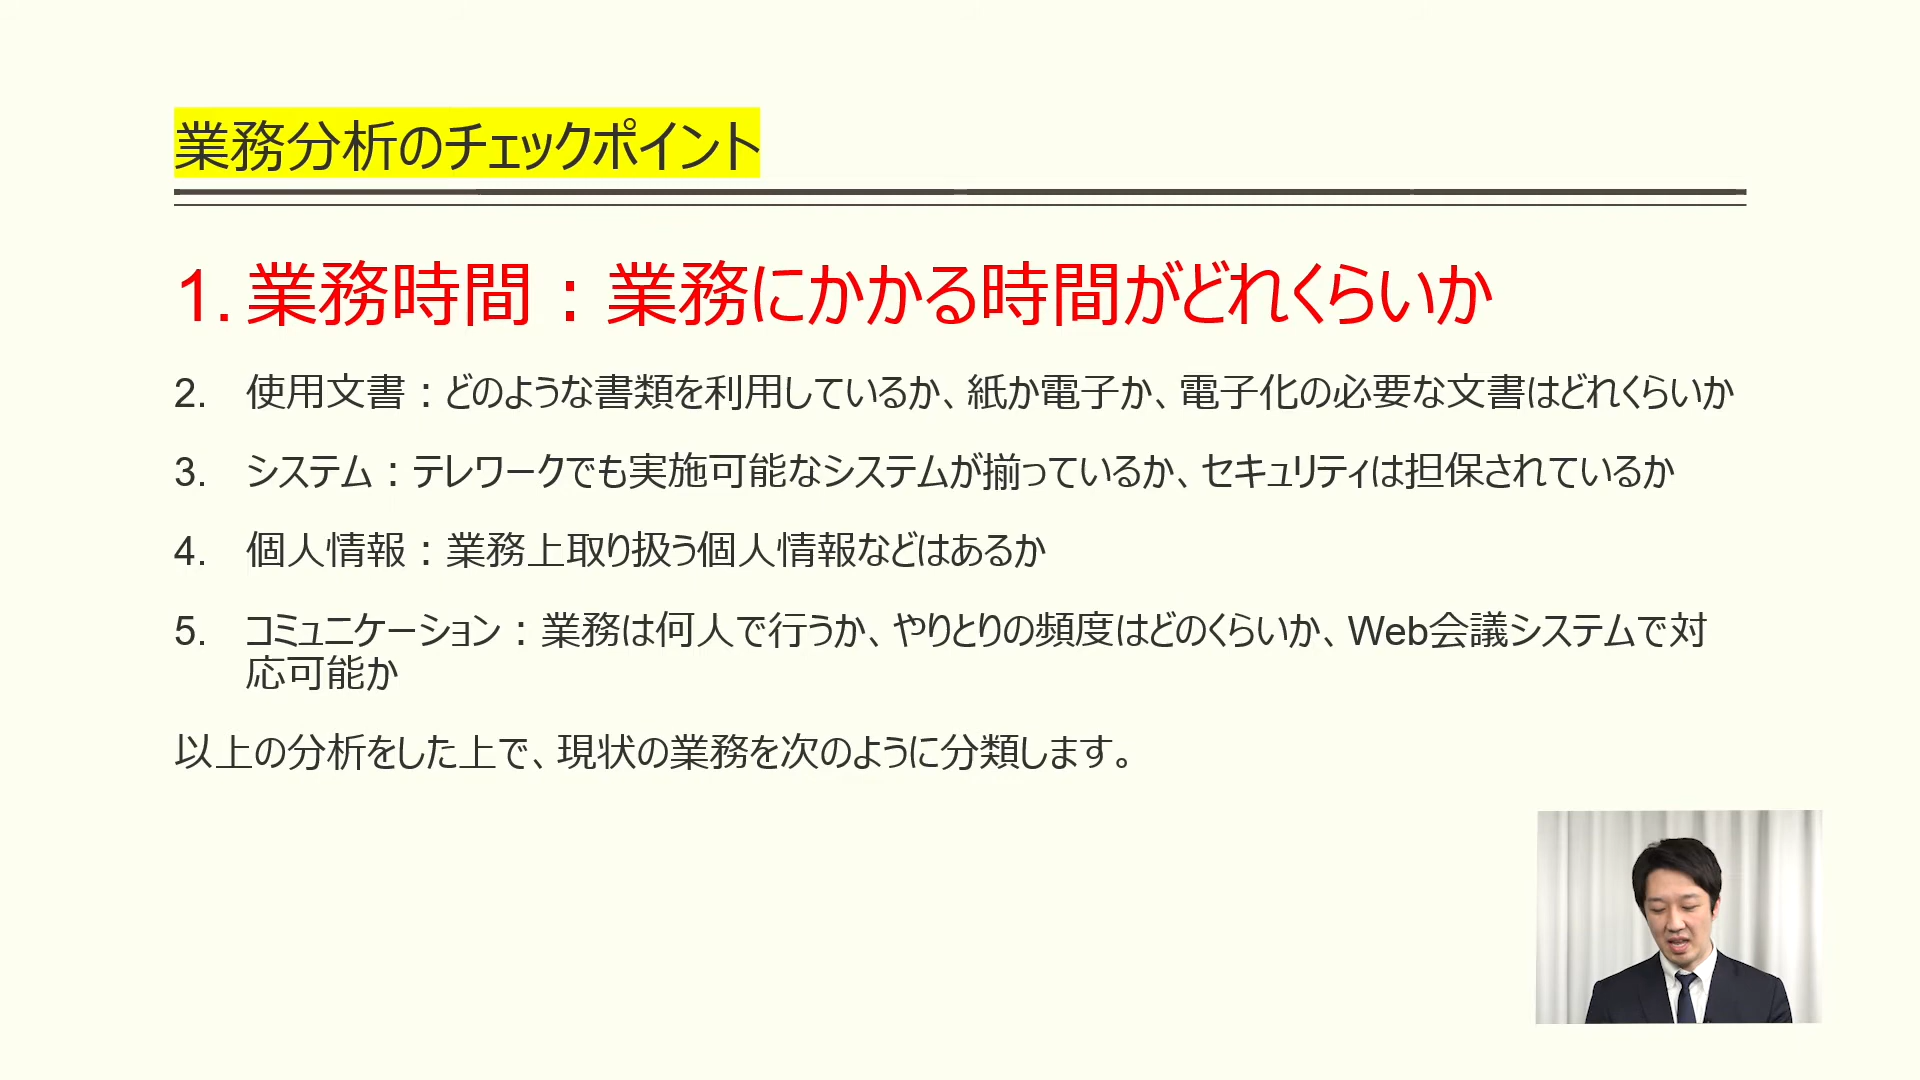 業務分析のチェックポイント
1. 業務時間：業務にかかる時間がどれくらいか
2. 使用文書：どのような書類を利用しているか、紙か電子か、電子化の必要な文書はどれくらいか
3. システム：テレワークでも実施可能なシステムが揃っているか、セキュリティは担保されているか
4. 個人情報：業務上取り扱う個人情報などはあるか
5. コミュニケーション：業務は何人で行うか、やりとりの頻度はどのくらいか、Web会議システムで対
応可能か
以上の分析をした上で、現状の業務を次のように分類します。